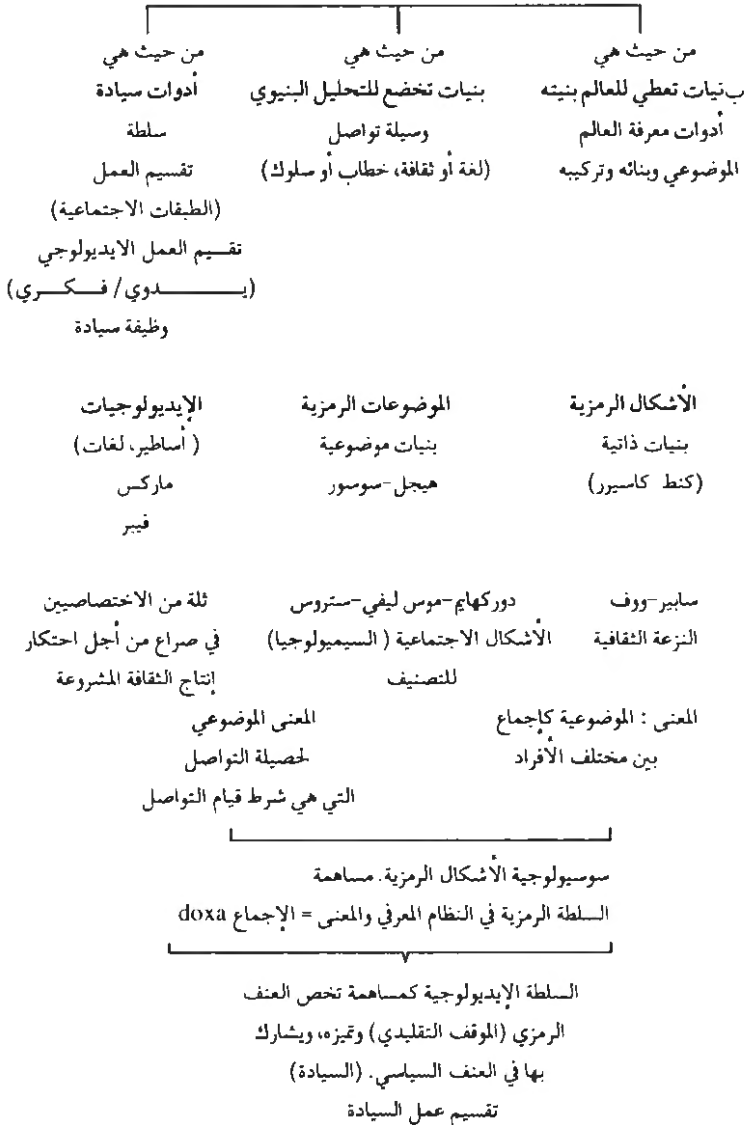 من حيث هي
بنيات تعطي للعالم بنيته
أدوات معرفة العالم
الموضوعي وبنائه وتركيبه
من حيث هي
بنيات تخضع للتحليل البنيوي
وسيلة تواصل
(لغة أو ثقافة، خطاب أو سلوك)
من حيث هي
أدوات سيادة
سلطة
تقسيم العمل
(الطبقات الاجتماعية)
تقـسيم العمل الايديولوجي
(يـــــــدوي/ فـــكـــري)
وظيفة سيادة
الأشكال الرمزية
بنيات ذاتية
(كنط كاسيرر)
الموضوعات الرمزية
بنيات موضوعية
هيجل-سوسور
الإيديولوجيات
(أساطير، لغات)
ماركس
فيبر
سابير-ووف
النزعة الثقافية
دوركهايم-موس ليفي-ستروس
الأشكال الاجتماعية (السيميولوجيا)
للتصنيف
ثلة من الاختصاصيين
في صراع من أجل احتكار
إنتاج الثقافة المشروعة
المعنى : الموضوعية كإجماع
بين مختلف الأفراد
المعنى الموضوعي
لحصيلة التواصل
التي هي شرط قيام التواصل
سوسيولوجية الأشكال الرمزية. مساهمة
السلطة الرمزية في النظام المعرفي والمعنى = الإجماع doxa
السلطة الإيديولوجية كمساهمة تخص العنف
الرمزي (الموقف التقليدي) وتميزه، ويشارك
بها في العنف السياسي. (السيادة)
تقسيم عمل السيادة